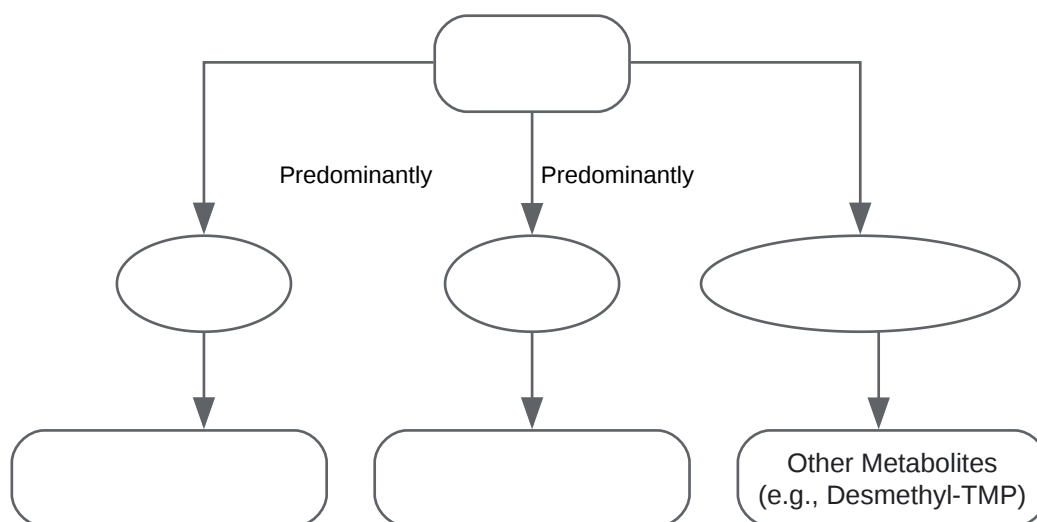 Predominantly
Predominantly
Other Metabolites
(e.g., Desmethyl-TMP)